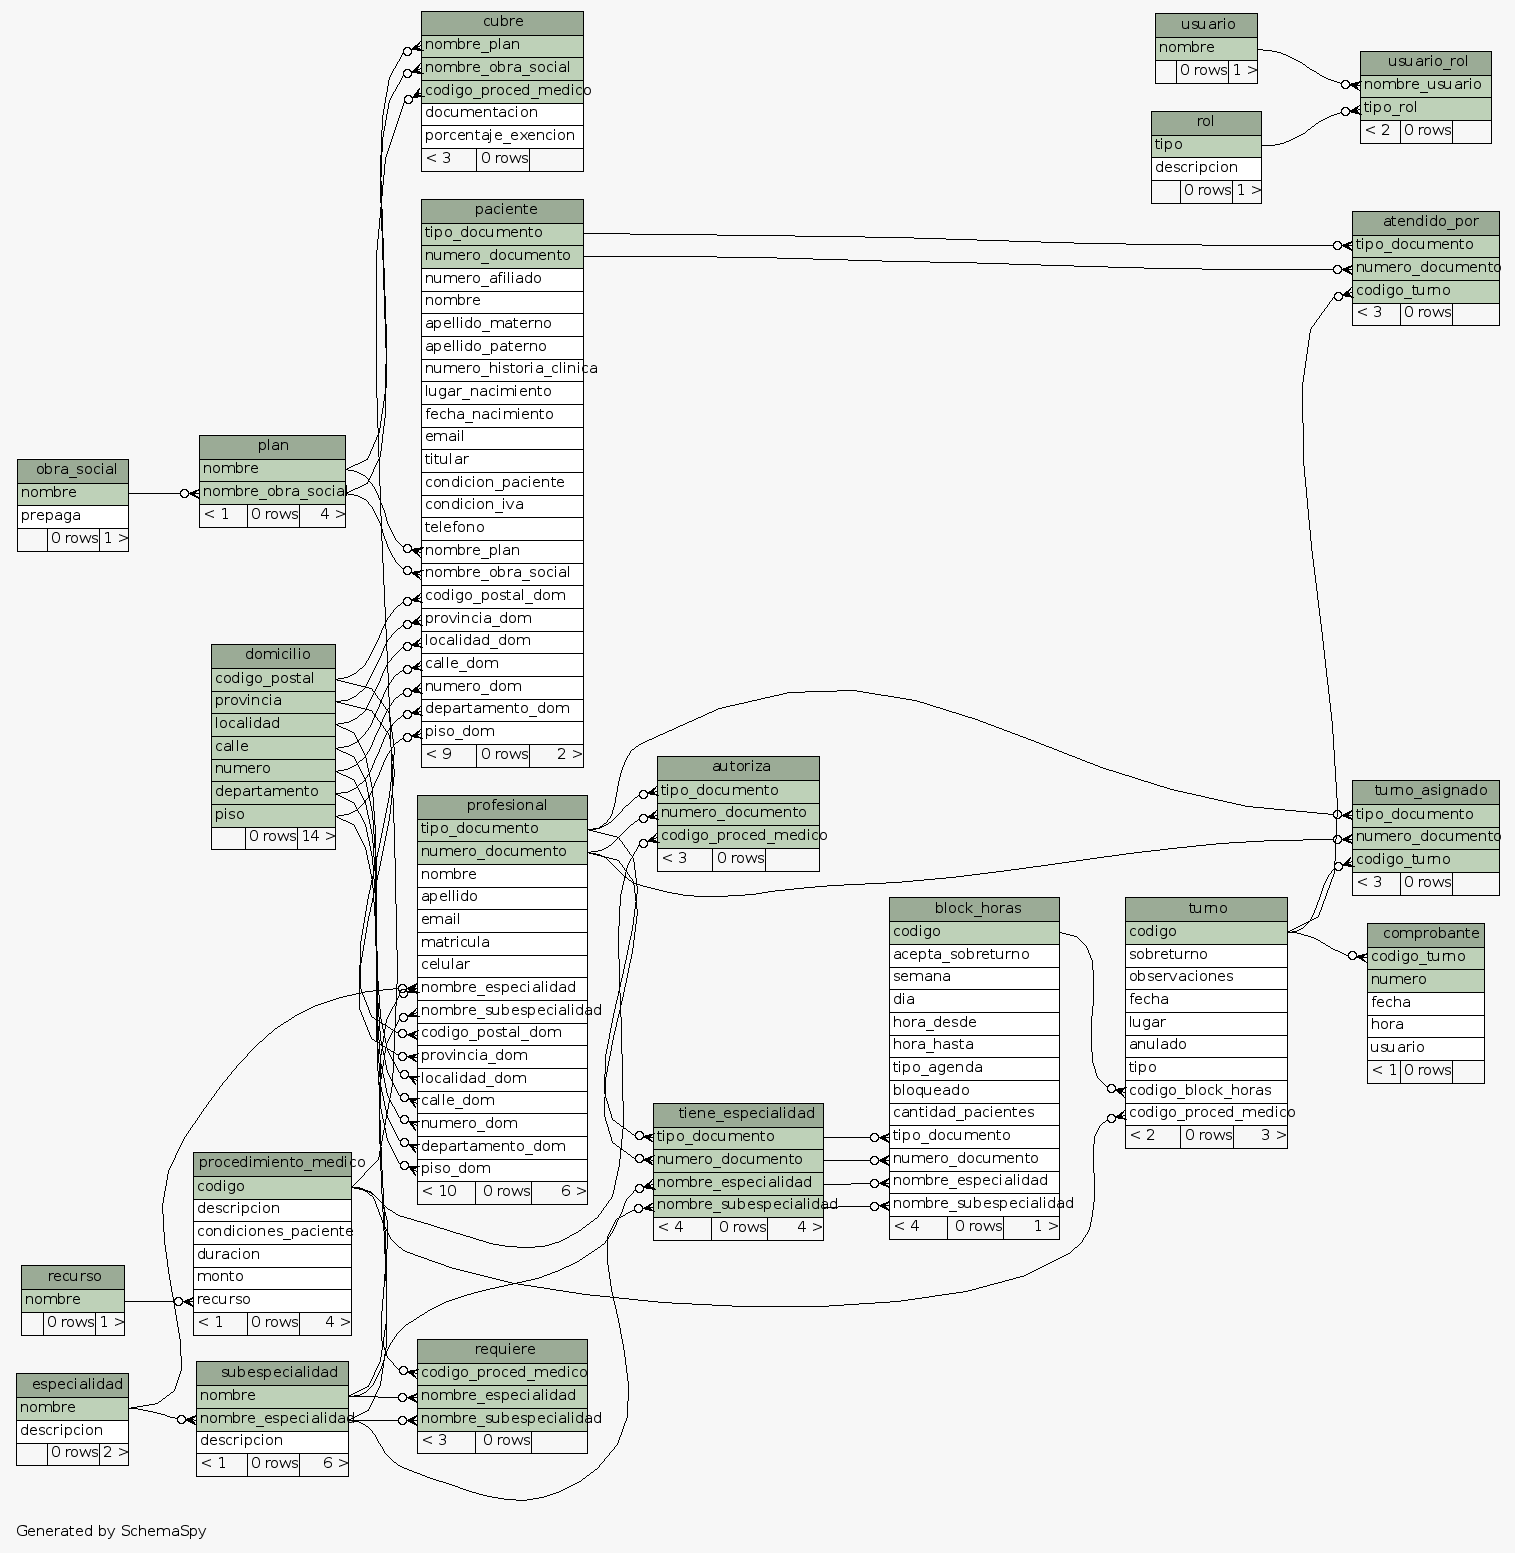 cubre
nombre_plan
nombre_obra_social
codigo_proced_medico
documentacion
porcentaje_exencion
< 3 0 rows
usuario
nombre
0 rows 1 >
usuario_rol
nombre_usuario
tipo_rol
< 2 0 rows
rol
tipo
descripcion
0 rows 1 >
paciente
tipo_documento
numero_documento
numero_afiliado
nombre
apellido_materno
apellido_paterno
numero_historia_clinica
lugar_nacimiento
fecha_nacimiento
email
titular
condicion_paciente
condicion_iva
telefono
nombre_plan
nombre_obra_social
codigo_postal_dom
provincia_dom
localidad_dom
calle_dom
numero_dom
departamento_dom
piso_dom
< 9 0 rows 2 >
atendido_por
tipo_documento
numero_documento
codigo_turno
< 3 0 rows
obra_social
nombre
prepaga
0 rows 1 >
plan
nombre
nombre_obra_social
< 1 0 rows 4 >
domicilio
codigo_postal
provincia
localidad
calle
numero
departamento
piso
0 rows 14 >
profesional
tipo_documento
numero_documento
nombre
apellido
email
matricula
celular
nombre_especialidad
nombre_subespecialidad
codigo_postal_dom
provincia_dom
localidad_dom
calle_dom
numero_dom
departamento_dom
piso_dom
< 10 0 rows 6 >
autoriza
tipo_documento
numero_documento
codigo_proced_medico
< 3 0 rows
turno_asignado
tipo_documento
numero_documento
codigo_turno
< 3 0 rows
block_horas
codigo
acepta_sobreturno
semana
dia
hora_desde
hora_hasta
tipo_agenda
bloqueado
cantidad_pacientes
tipo_documento
numero_documento
nombre_especialidad
nombre_subespecialidad
< 4 0 rows 1 >
turno
codigo
sobreturno
observaciones
fecha
lugar
anulado
tipo
codigo_block_horas
codigo_proced_medico
< 2 0 rows 3 >
comprobante
codigo_turno
numero
fecha
hora
usuario
< 1 0 rows
tiene_especialidad
tipo_documento
numero_documento
nombre_especialidad
nombre_subespecialidad
< 4 0 rows 4 >
procedimiento_medico
codigo
descripcion
condiciones_paciente
duracion
monto
recurso
< 1 0 rows 4 >
recurso
nombre
0 rows 1 >
especialidad
nombre
descripcion
0 rows 2 >
subespecialidad
nombre
nombre_especialidad
descripcion
< 1 0 rows 6 >
requiere
codigo_proced_medico
nombre_especialidad
nombre_subespecialidad
< 3 0 rows
Generated by SchemaSpy